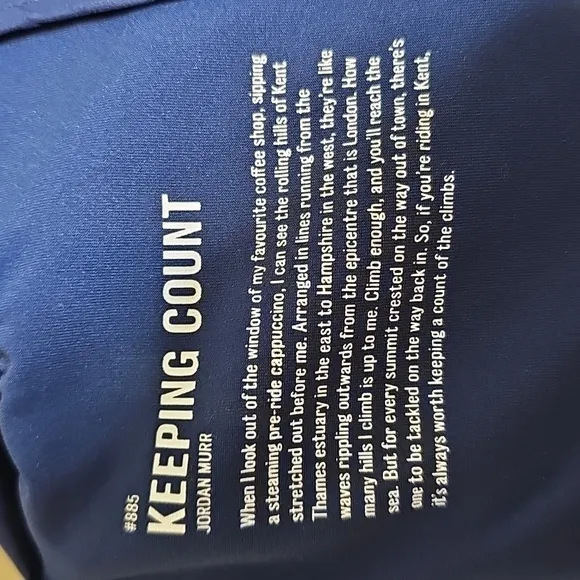 #885
KEEPING COUNT
JORDAN MURR
When I look out of the window of my favourite coffee shop, sipping
a steaming pre-ride cappuccino, I can see the rolling hills of Kent
stretched out before me. Arranged in lines running from the
Thames estuary in the east to Hampshire in the west, they're like
waves rippling outwards from the epicentre that is London. How
many hills I climb is up to me. Climb enough, and you'll reach the
sea. But for every summit crested on the way out of town, there's
one to be tackled on the way back in. So, if you're riding in Kent,
it's always worth keeping a count of the climbs.